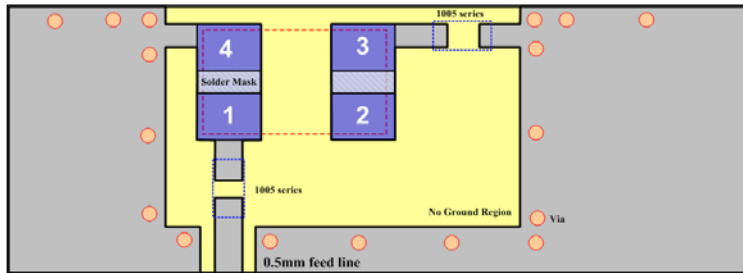 1005 series
4
3
Solder Mask
1
2
1005 series
No Ground Region
Via
0.5mm feed line